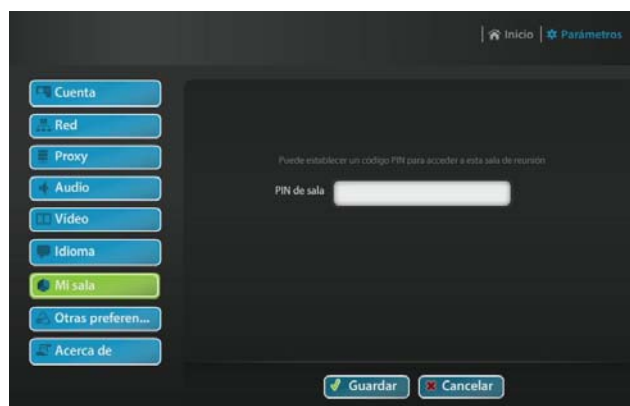 Inicio Parámetros
Cuenta
Red
Proxy
Audio
Vídeo
Idioma
Mi sala
Otras preferen...
Acerca de
Puede establecer un código PIN para acceder a esta sala de reunión
PIN de sala
Guardar Cancelar